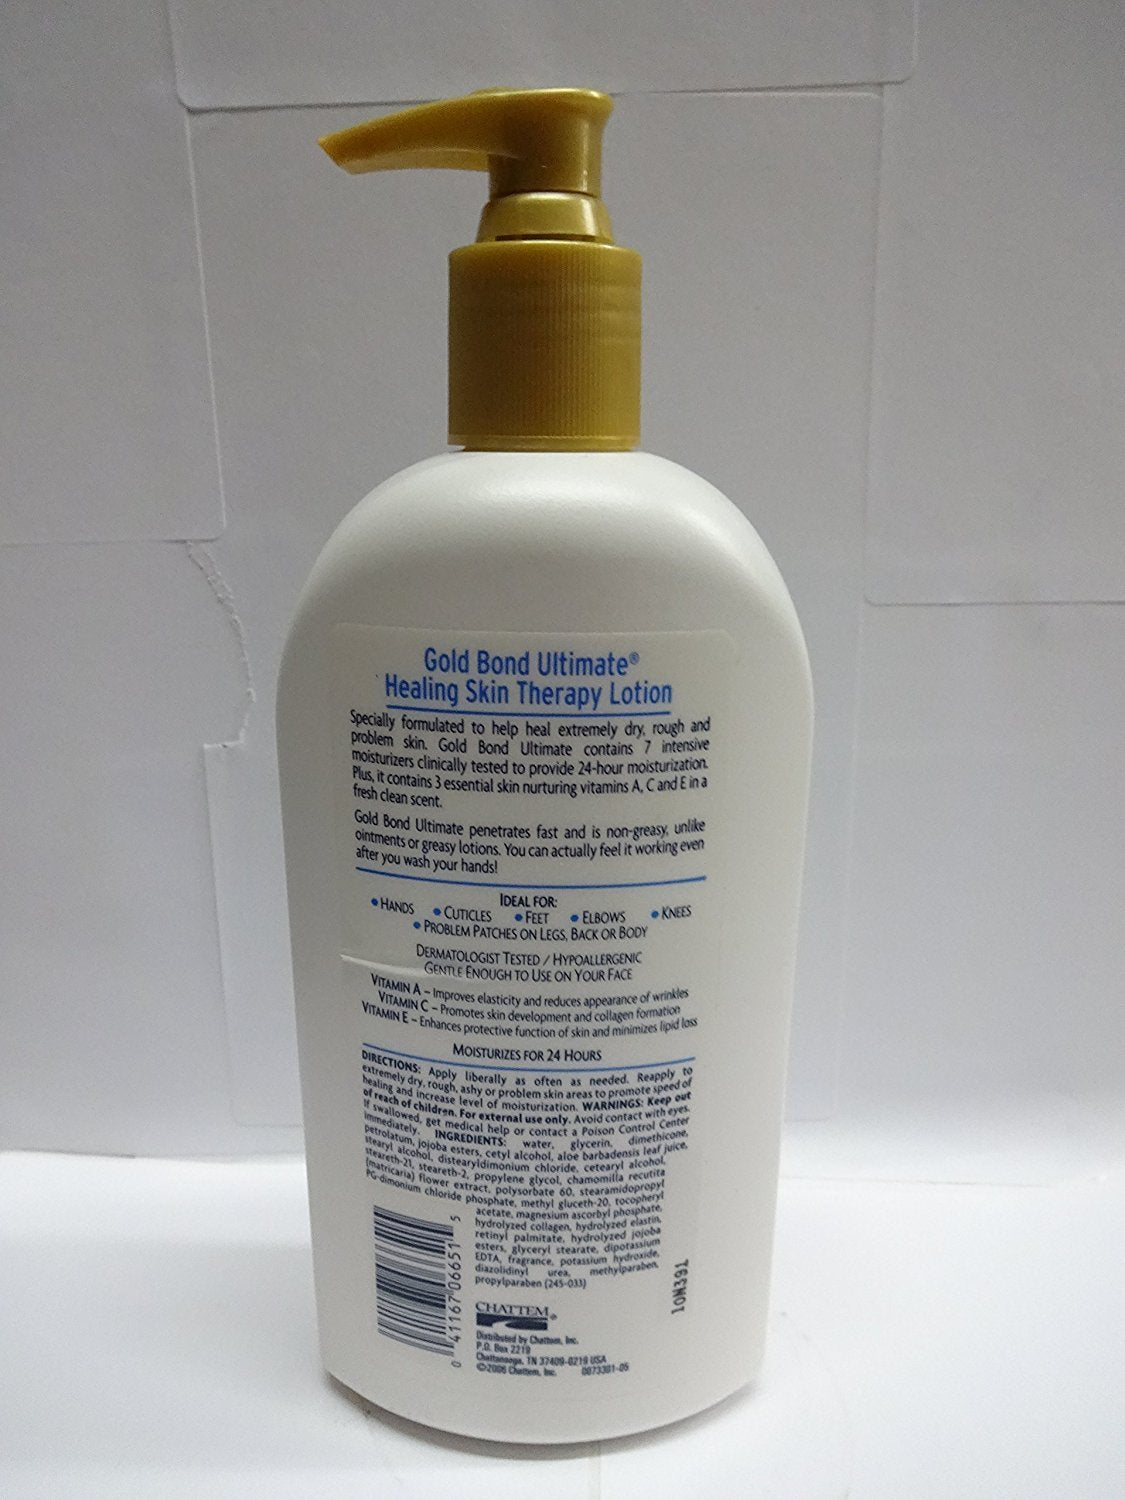 Gold Bond Ultimate®
Healing Skin Therapy Lotion
Specially formulated to help heal extremely dry, rough and
problem skin. Gold Bond Ultimate contains 7 intensive
moisturizers clinically tested to provide 24-hour moisturization.
Plus, it contains 3 essential skin nurturing vitamins A, C and E in a
fresh clean scent.
Gold Bond Ultimate penetrates fast and is non-greasy, unlike
ointments or greasy lotions. You can actually feel it working even
after you wash your hands!
IDEAL FOR:
• HANDS • CUTICLES • FEET • ELBOWS • KNEES
• PROBLEM PATCHES ON LEGS, BACK OR BODY
DERMATOLOGIST TESTED / HYPOALLERGENIC
GENTLE ENOUGH TO USE ON YOUR FACE
VITAMIN A – Improves elasticity and reduces appearance of wrinkles
VITAMIN C – Promotes skin development and collagen formation
VITAMIN E – Enhances protective function of skin and minimizes lipid loss
MOISTURIZES FOR 24 HOURS
DIRECTIONS: Apply liberally as often as needed. Reapply to
extremely dry, rough, ashy or problem skin areas to promote speed of
healing and increase level of moisturization. WARNINGS: Keep out
of reach of children. For external use only. Avoid contact with eyes.
If swallowed, get medical help or contact a Poison Control Center
immediately. INGREDIENTS: water, glycerin, dimethicone,
petrolatum, jojoba esters, cetyl alcohol, aloe barbadensis leaf juice,
stearyl alcohol, distearyldimonium chloride, cetearyl alcohol,
steareth-21, steareth-2, propylene glycol, chamomilla recutita
(matricaria) flower extract, polysorbate 60, stearamidopropyl
PG-dimonium chloride phosphate, methyl gluceth-20, tocopheryl
acetate, magnesium ascorbyl phosphate,
hydrolyzed collagen, hydrolyzed elastin,
retinyl palmitate, hydrolyzed jojoba
esters, glyceryl stearate, dipotassium
EDTA, fragrance, potassium hydroxide,
diazolidinyl urea, methylparaben,
propylparaben (245-033)
0 41167 06651 5
10N391
CHATTEM®
Distributed by Chattem, Inc.
P.O. Box 2219
Chattanooga, TN 37409-0219 USA
©2006 Chattem, Inc. 0073301-05